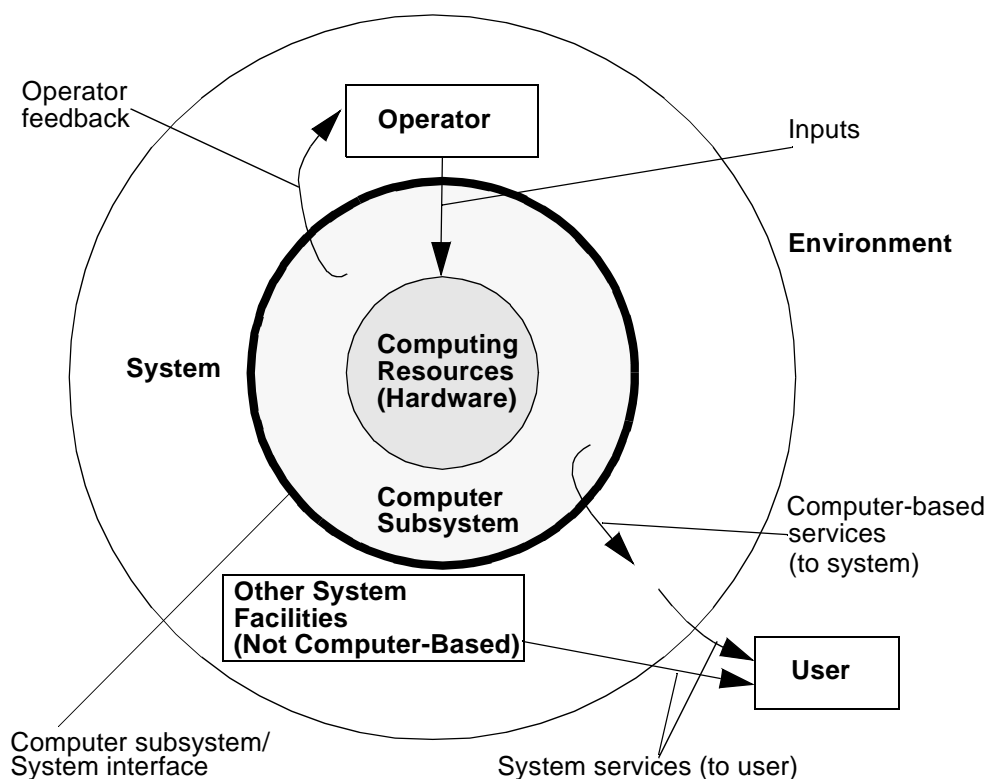 Operator
feedback
Operator
Inputs
Environment
System
Computing
Resources
(Hardware)
Computer
Subsystem
Computer-based
services
(to system)
Other System
Facilities
(Not Computer-Based)
User
Computer subsystem/
System interface
System services (to user)